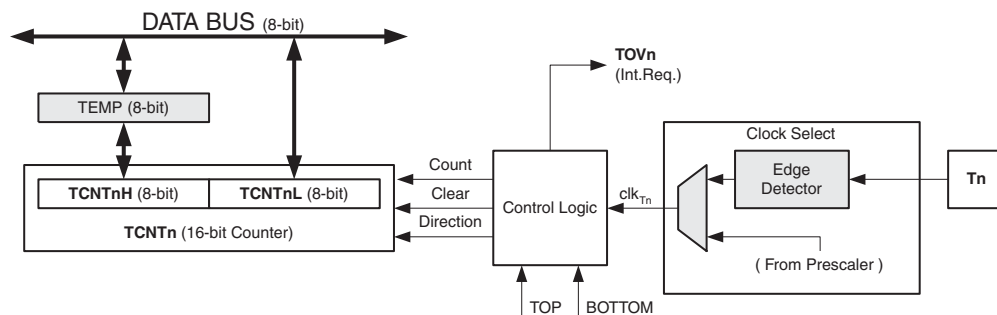 DATA BUS (8-bit)
TOVn
(Int.Req.)
TEMP (8-bit)
Clock Select
Count
Edge
Detector
Tn
TCNTnH (8-bit) TCNTnL (8-bit)
Clear
Control Logic
clkTn
Direction
TCNTn (16-bit Counter)
( From Prescaler )
TOP
BOTTOM